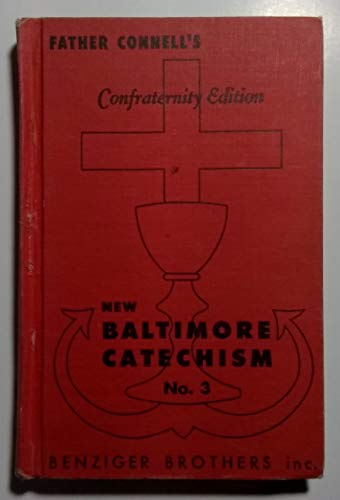 FATHER CONNELL'S
Confraternity Edition
NEW
BALTIMORE
CATECHISM
No. 3
BENZIGER BROTHERS inc.